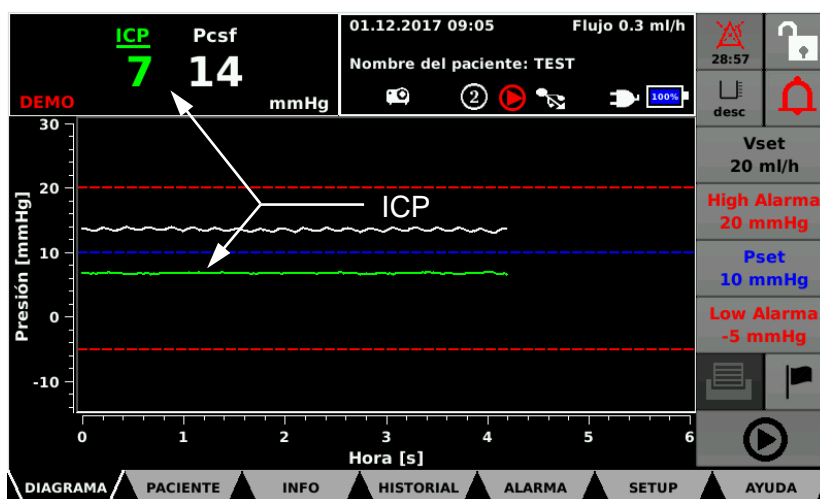 ICP Pcsf
7 14
DEMO mmHg
01.12.2017 09:05 Flujo 0.3 ml/h
Nombre del paciente: TEST
2 100%
28:57
desc
Vset
20 ml/h
High Alarma
20 mmHg
Pset
10 mmHg
Low Alarma
-5 mmHg
Presión [mmHg]
30
20
10
0
-10
ICP
0 1 2 3 4 5 6
Hora [s]
DIAGRAMA PACIENTE INFO HISTORIAL ALARMA SETUP AYUDA